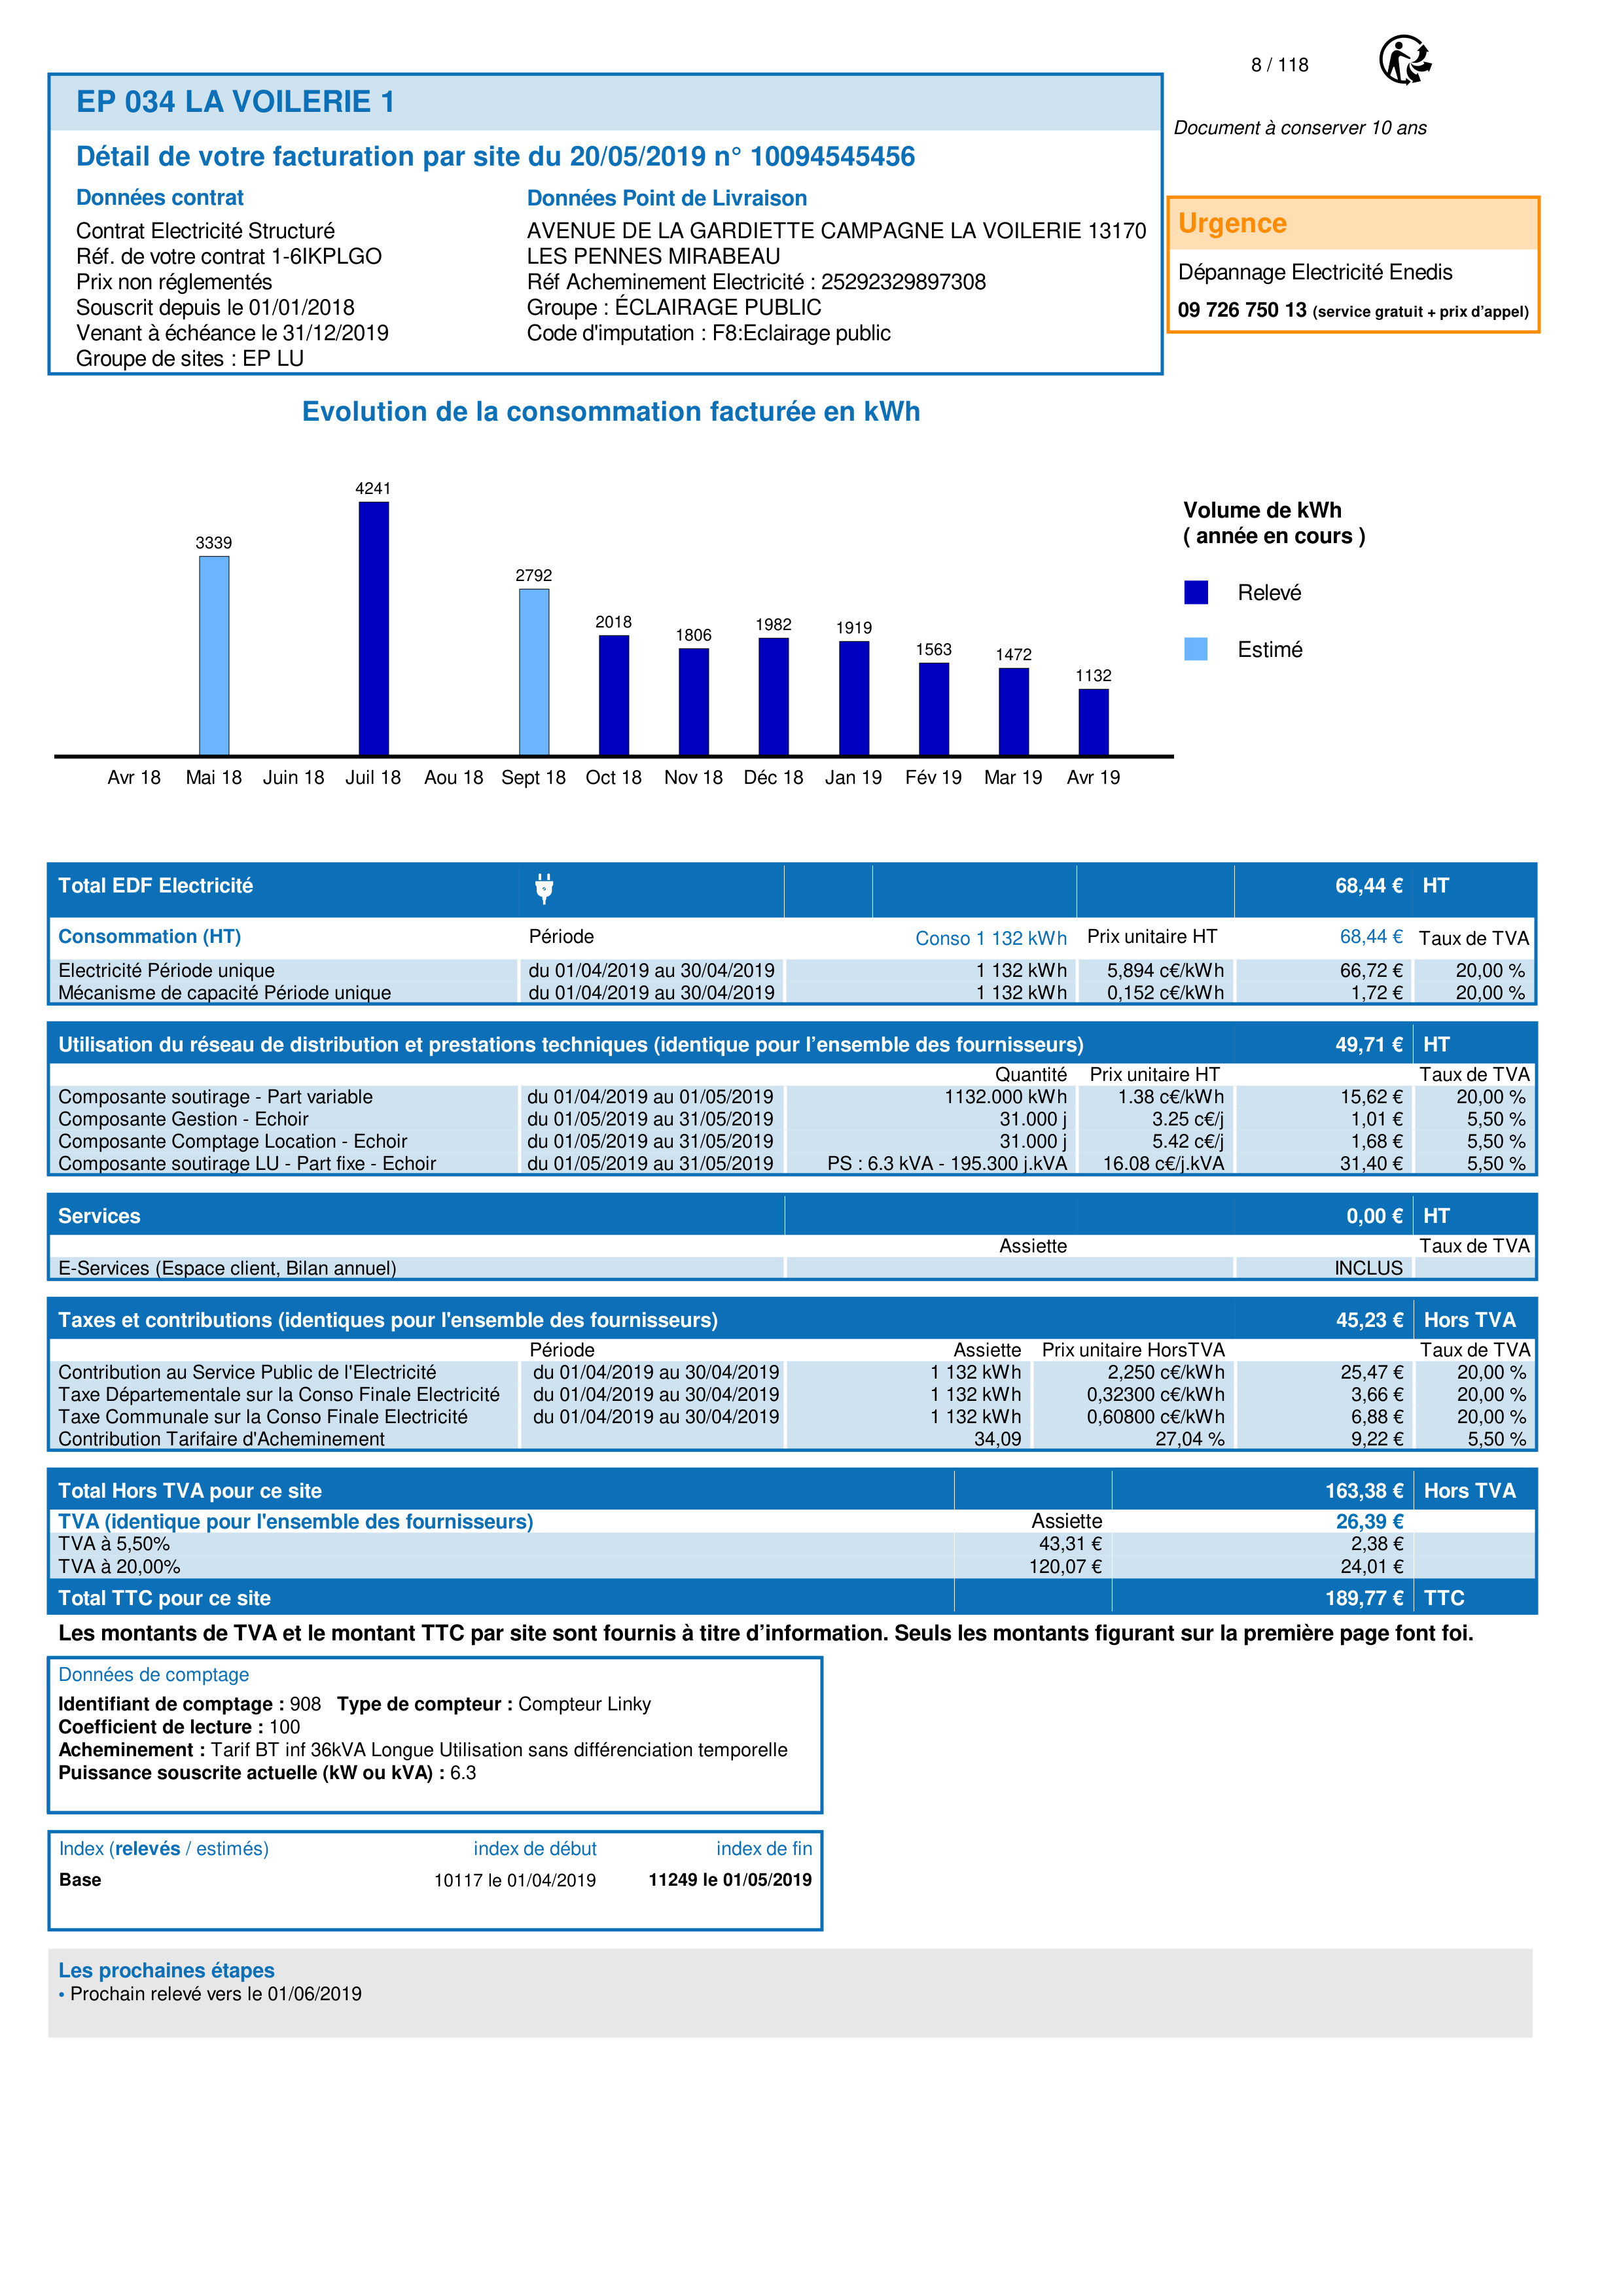 8 / 118
EP 034 LA VOILERIE 1
Document à conserver 10 ans
Détail de votre facturation par site du 20/05/2019 n° 10094545456
Données contrat
Contrat Electricité Structuré
Réf. de votre contrat 1-6IKPLGO
Prix non réglementés
Souscrit depuis le 01/01/2018
Venant à échéance le 31/12/2019
Groupe de sites : EP LU
Données Point de Livraison
AVENUE DE LA GARDIETTE CAMPAGNE LA VOILERIE 13170
LES PENNES MIRABEAU
Réf Acheminement Electricité : 25292329897308
Groupe : ÉCLAIRAGE PUBLIC
Code d'imputation : F8:Eclairage public
Urgence
Dépannage Electricité Enedis
09 726 750 13 (service gratuit + prix d’appel)
Evolution de la consommation facturée en kWh
3339 4241 2792 2018 1806 1982 1919 1563 1472 1132
Avr 18 Mai 18 Juin 18 Juil 18 Aou 18 Sept 18 Oct 18 Nov 18 Déc 18 Jan 19 Fév 19 Mar 19 Avr 19
Volume de kWh
( année en cours )
Relevé
Estimé
Total EDF Electricité 68,44 € HT
Consommation (HT) Période Conso 1 132 kWh Prix unitaire HT 68,44 € Taux de TVA
Electricité Période unique du 01/04/2019 au 30/04/2019 1 132 kWh 5,894 c€/kWh 66,72 € 20,00 %
Mécanisme de capacité Période unique du 01/04/2019 au 30/04/2019 1 132 kWh 0,152 c€/kWh 1,72 € 20,00 %
Utilisation du réseau de distribution et prestations techniques (identique pour l’ensemble des fournisseurs) 49,71 € HT
Quantité Prix unitaire HT Taux de TVA
Composante soutirage - Part variable du 01/04/2019 au 01/05/2019 1132.000 kWh 1.38 c€/kWh 15,62 € 20,00 %
Composante Gestion - Echoir du 01/05/2019 au 31/05/2019 31.000 j 3.25 c€/j 1,01 € 5,50 %
Composante Comptage Location - Echoir du 01/05/2019 au 31/05/2019 31.000 j 5.42 c€/j 1,68 € 5,50 %
Composante soutirage LU - Part fixe - Echoir du 01/05/2019 au 31/05/2019 PS : 6.3 kVA - 195.300 j.kVA 16.08 c€/j.kVA 31,40 € 5,50 %
Services 0,00 € HT
Assiette Taux de TVA
E-Services (Espace client, Bilan annuel) INCLUS
Taxes et contributions (identiques pour l'ensemble des fournisseurs) 45,23 € Hors TVA
Période Assiette Prix unitaire HorsTVA Taux de TVA
Contribution au Service Public de l'Electricité du 01/04/2019 au 30/04/2019 1 132 kWh 2,250 c€/kWh 25,47 € 20,00 %
Taxe Départementale sur la Conso Finale Electricité du 01/04/2019 au 30/04/2019 1 132 kWh 0,32300 c€/kWh 3,66 € 20,00 %
Taxe Communale sur la Conso Finale Electricité du 01/04/2019 au 30/04/2019 1 132 kWh 0,60800 c€/kWh 6,88 € 20,00 %
Contribution Tarifaire d'Acheminement 34,09 27,04 % 9,22 € 5,50 %
Total Hors TVA pour ce site 163,38 € Hors TVA
TVA (identique pour l'ensemble des fournisseurs) Assiette 26,39 €
TVA à 5,50% 43,31 € 2,38 €
TVA à 20,00% 120,07 € 24,01 €
Total TTC pour ce site 189,77 € TTC
Les montants de TVA et le montant TTC par site sont fournis à titre d’information. Seuls les montants figurant sur la première page font foi.
Données de comptage
Identifiant de comptage : 908 Type de compteur : Compteur Linky
Coefficient de lecture : 100
Acheminement : Tarif BT inf 36kVA Longue Utilisation sans différenciation temporelle
Puissance souscrite actuelle (kW ou kVA) : 6.3
Index (relevés / estimés) index de début index de fin
Base 10117 le 01/04/2019 11249 le 01/05/2019
Les prochaines étapes
• Prochain relevé vers le 01/06/2019